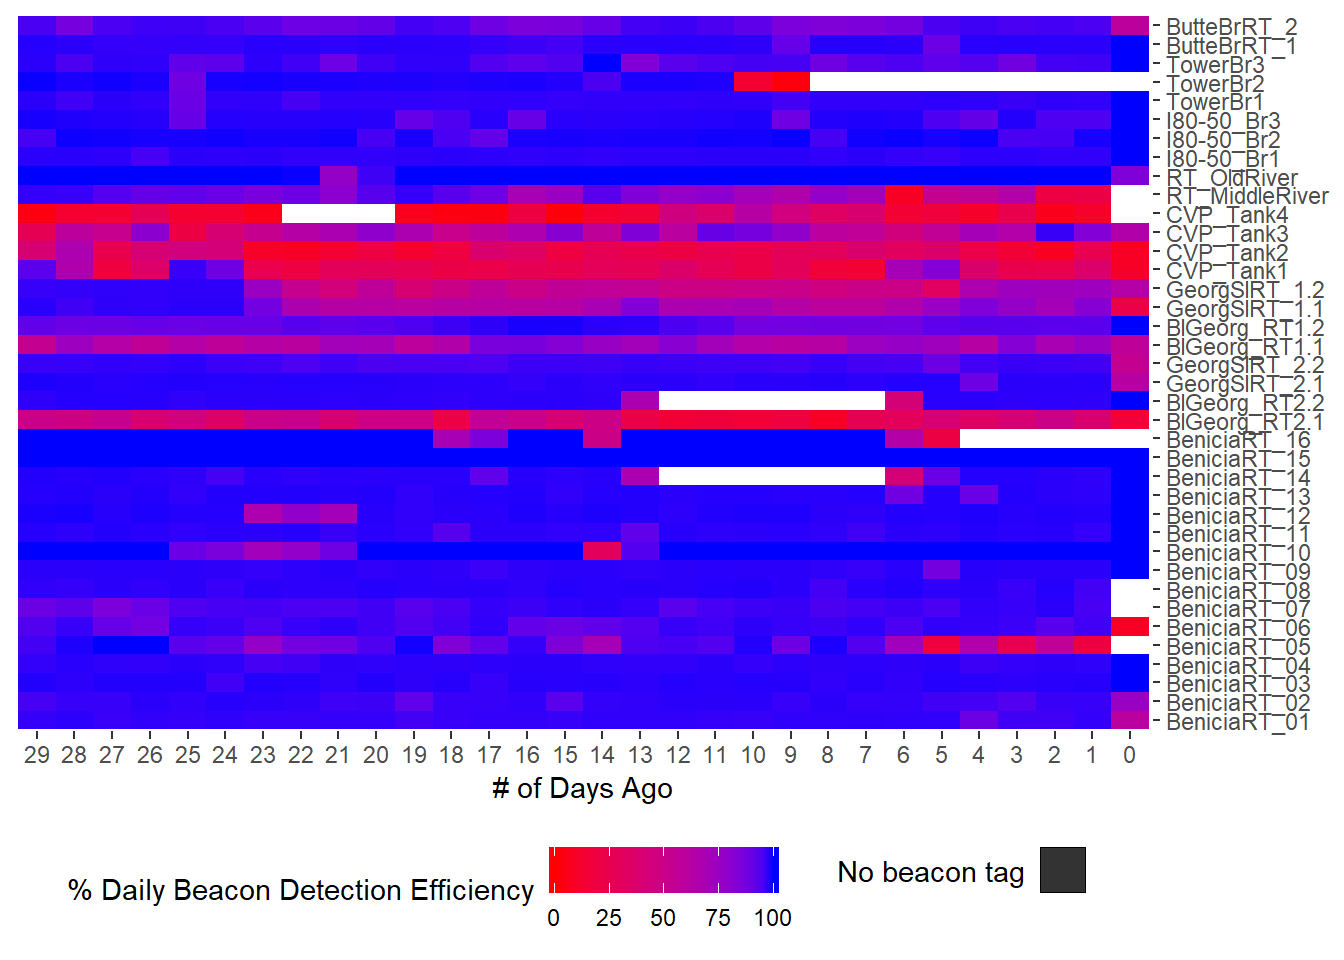 ButteBrRT_2
ButteBrRT_1
TowerBr3
TowerBr2
TowerBr1
I80-50_Br3
I80-50_Br2
I80-50_Br1
RT_OldRiver
RT_MiddleRiver
CVP_Tank4
CVP_Tank3
CVP_Tank2
CVP_Tank1
GeorgSlRT_1.2
GeorgSlRT_1.1
BlGeorg_RT1.2
BlGeorg_RT1.1
GeorgSlRT_2.2
GeorgSlRT_2.1
BlGeorg_RT2.2
BlGeorg_RT2.1
BeniciaRT_16
BeniciaRT_15
BeniciaRT_14
BeniciaRT_13
BeniciaRT_12
BeniciaRT_11
BeniciaRT_10
BeniciaRT_09
BeniciaRT_08
BeniciaRT_07
BeniciaRT_06
BeniciaRT_05
BeniciaRT_04
BeniciaRT_03
BeniciaRT_02
BeniciaRT_01
29 28 27 26 25 24 23 22 21 20 19 18 17 16 15 14 13 12 11 10 9 8 7 6 5 4 3 2 1 0
# of Days Ago
% Daily Beacon Detection Efficiency
0 25 50 75 100
No beacon tag